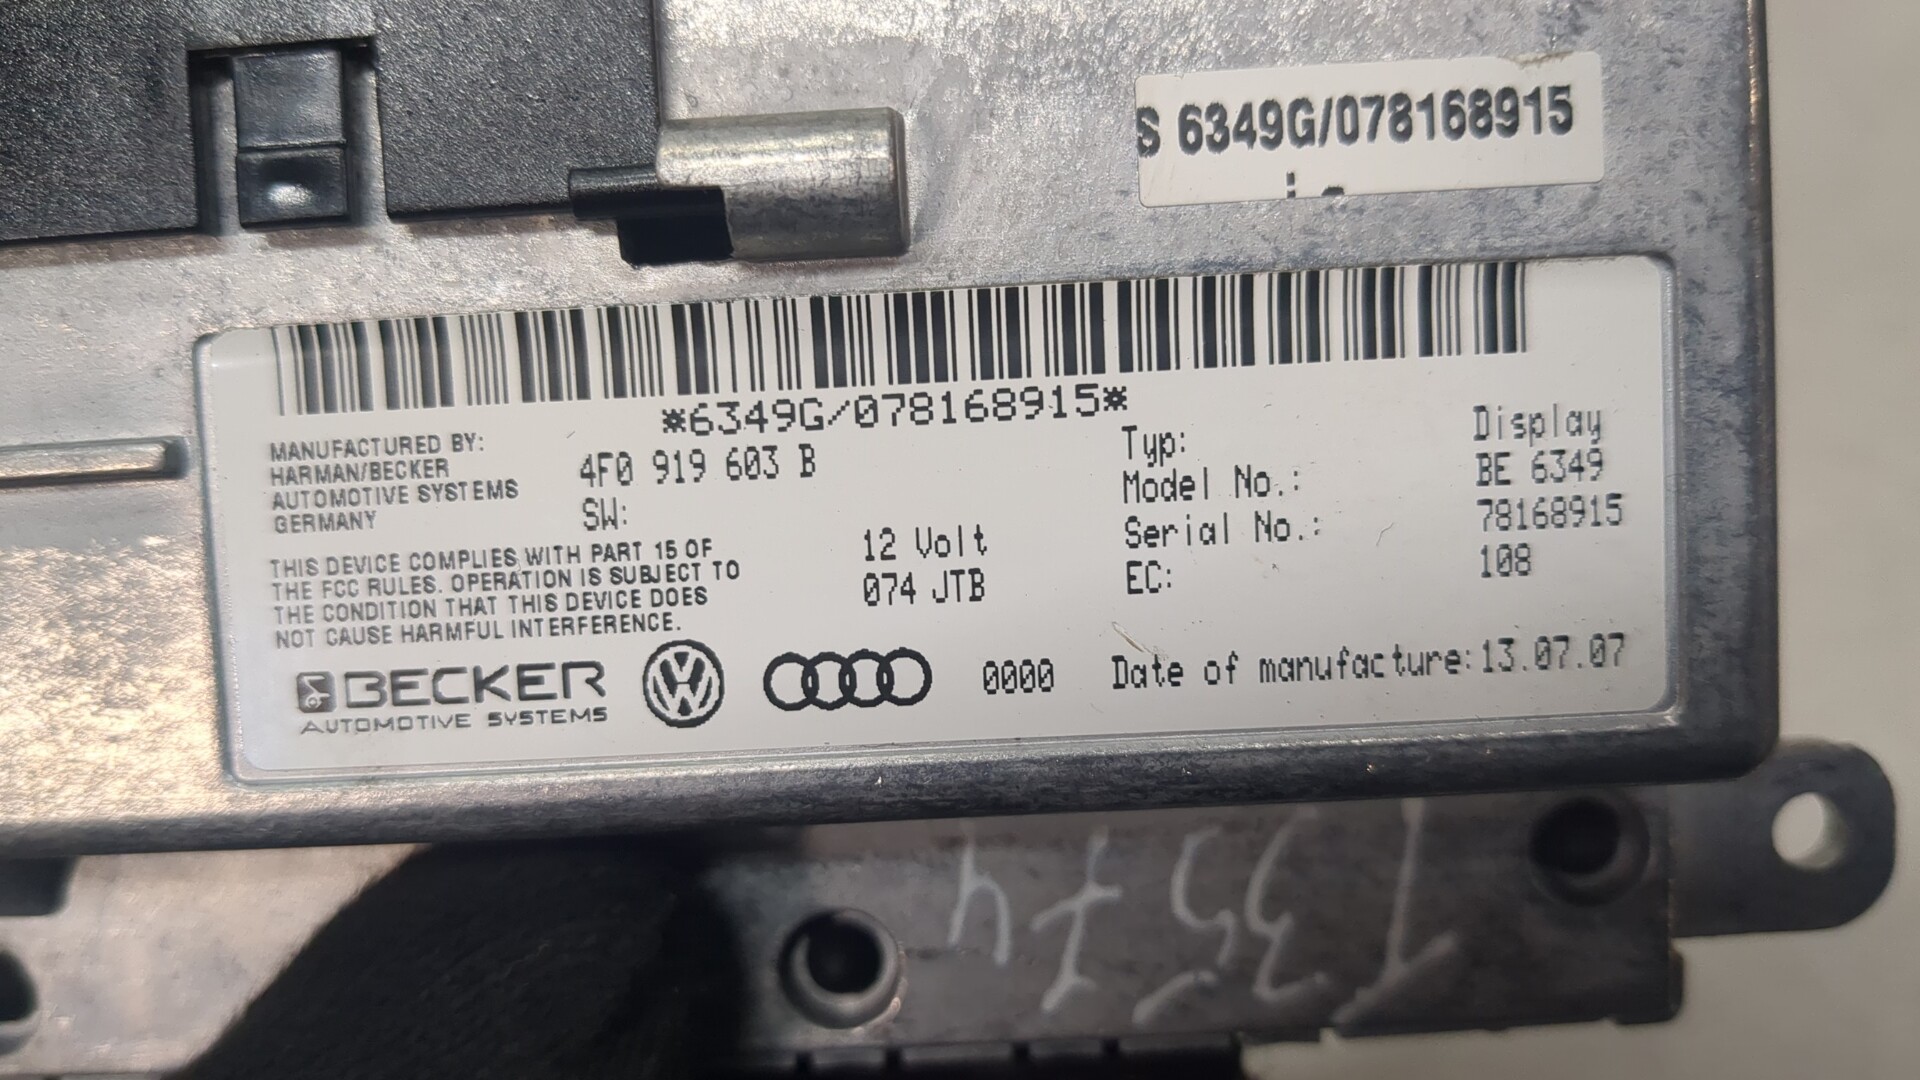 S 6349G/078168915
*6349G/078168915*
MANUFACTURED BY:
HARMAN/BECKER
AUTOMOTIVE SYSTEMS
GERMANY
4F0 919 603 B
SW:
THIS DEVICE COMPLIES WITH PART 15 OF
THE FCC RULES. OPERATION IS SUBJECT TO
THE CONDITION THAT THIS DEVICE DOES
NOT CAUSE HARMFUL INTERFERENCE.
12 Volt
074 JTB
Typ: Display
Model No.: BE 6349
Serial No.: 78168915
EC: 108
BECKER
AUTOMOTIVE SYSTEMS
0000
Date of manufacture: 13.07.07